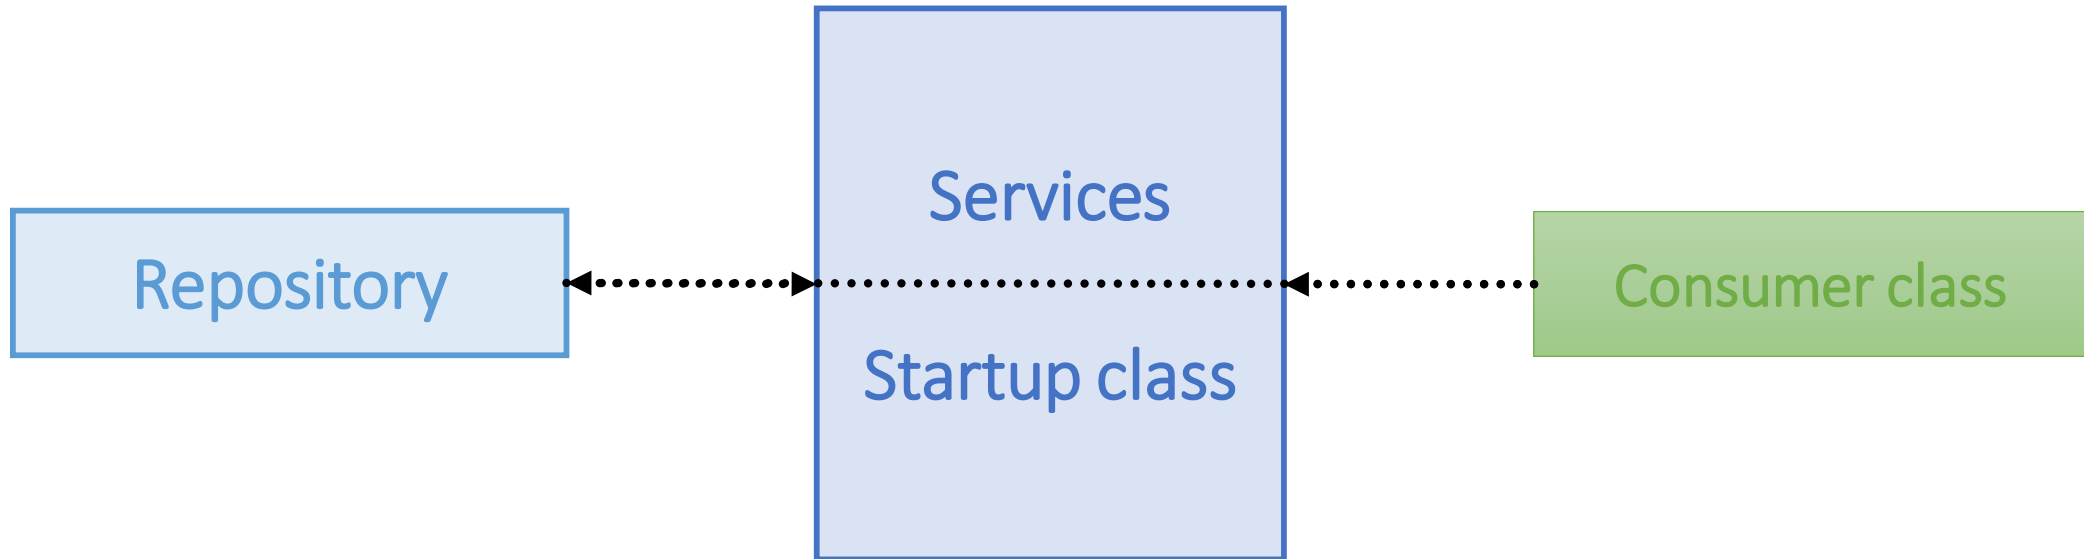 Repository
Services
Startup class
Consumer class